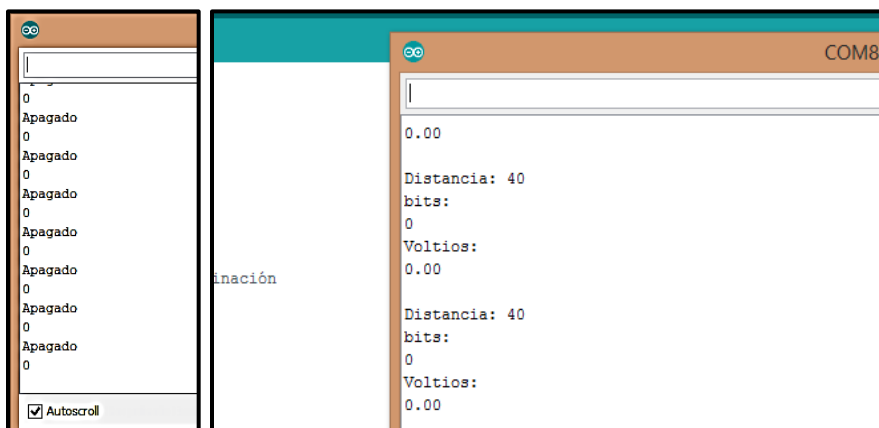 0
Apagado
0
Apagado
0
Apagado
0
Apagado
0
Apagado
0
Apagado
0
Apagado
0
Autoscroll
COM8
0.00
Distancia: 40
bits:
0
Voltios:
0.00
inación
Distancia: 40
bits:
0
Voltios:
0.00